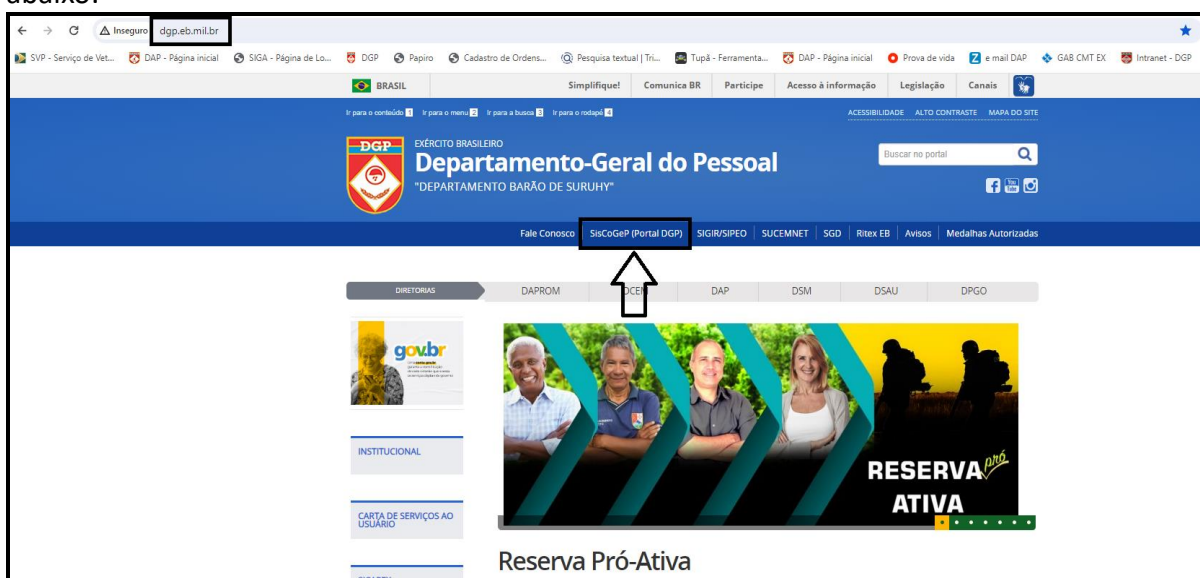 abaixo:
Inseguro dgp.eb.mil.br
SVP - Serviço de Vet... DAP - Página inicial SIGA - Página de Lo... DGP Papiro Cadastro de Ordens... Pesquisa textual | Tri... Tupã - Ferramenta... DAP - Página inicial Prova de vida e mail DAP GAB CMT EX Intranet - DGP
BRASIL Simplifique! Comunica BR Participe Acesso à informação Legislação Canais
Ir para o conteúdo 1 Ir para o menu 2 Ir para a busca 3 Ir para o rodapé 4 ACESSIBILIDADE ALTO CONTRASTE MAPA DO SITE
DGP
EXÉRCITO BRASILEIRO
Departamento-Geral do Pessoal
"DEPARTAMENTO BARÃO DE SURUHY"
Buscar no portal
Fale Conosco SisCoGeP (Portal DGP) SIGIR/SIPEO SUCEMNET SGD Ritex EB Avisos Medalhas Autorizadas
DIRETORIAS DAPROM DCEM DAP DSM DSAU DPGO
gov.br
RESERVA pró
ATIVA
INSTITUCIONAL
CARTA DE SERVIÇOS AO
USUÁRIO
Reserva Pró-Ativa